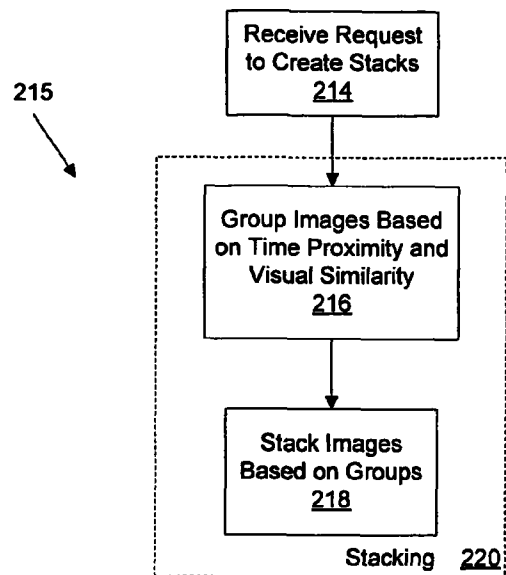 Receive Request
to Create Stacks
214
215
Group Images Based
on Time Proximity and
Visual Similarity
216
Stack Images
Based on Groups
218
Stacking 220